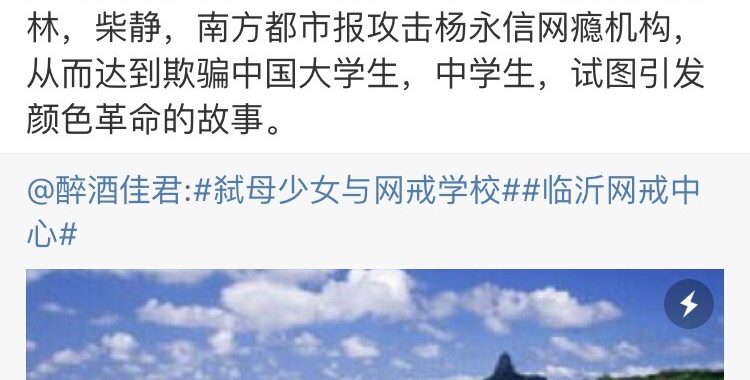 林，柴静，南方都市报攻击杨永信网瘾机构，
从而达到欺骗中国大学生，中学生，试图引发
颜色革命的故事。
@醉酒佳君:#弑母少女与网戒学校##临沂网戒中
心#